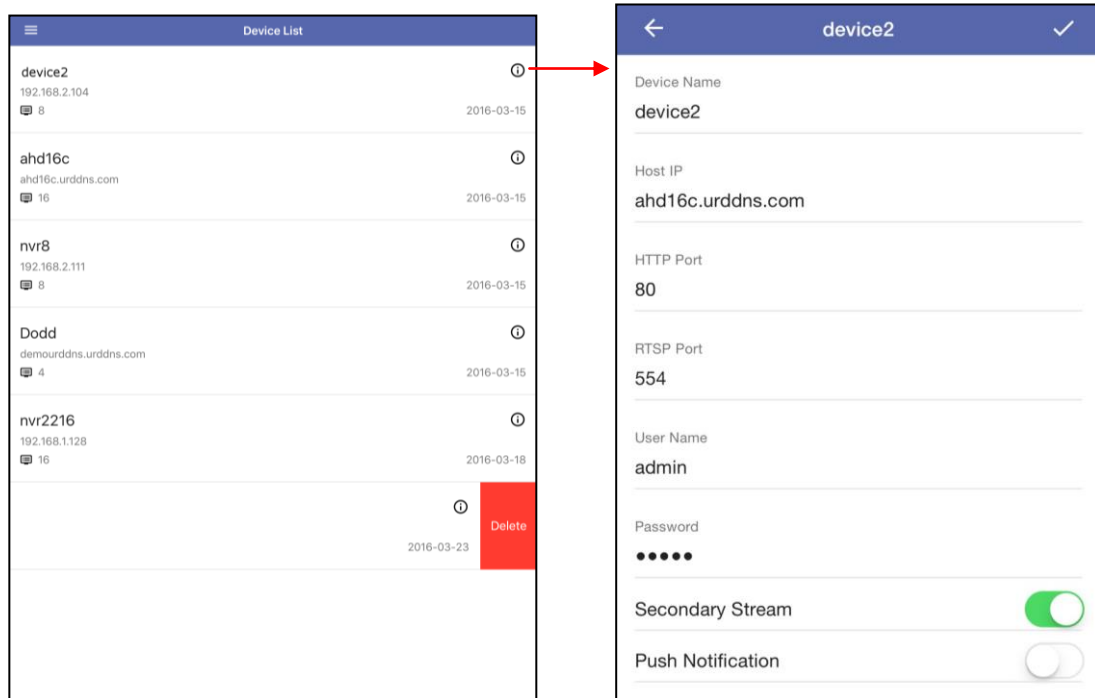 Device List
device2
192.168.2.104
8
2016-03-15
ahd16c
ahd16c.urddns.com
16
2016-03-15
nvr8
192.168.2.111
8
2016-03-15
Dodd
demourddns.urddns.com
4
2016-03-15
nvr2216
192.168.1.128
16
2016-03-18
Delete
2016-03-23
device2
Device Name
device2
Host IP
ahd16c.urddns.com
HTTP Port
80
RTSP Port
554
User Name
admin
Password
•••••
Secondary Stream
Push Notification